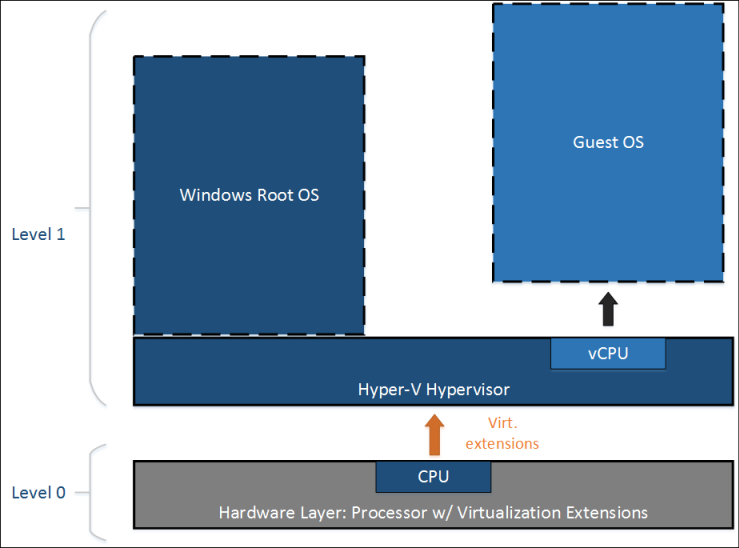 Guest OS
Windows Root OS
Level 1
vCPU
Hyper-V Hypervisor
Virt.
extensions
CPU
Level 0
Hardware Layer: Processor w/ Virtualization Extensions